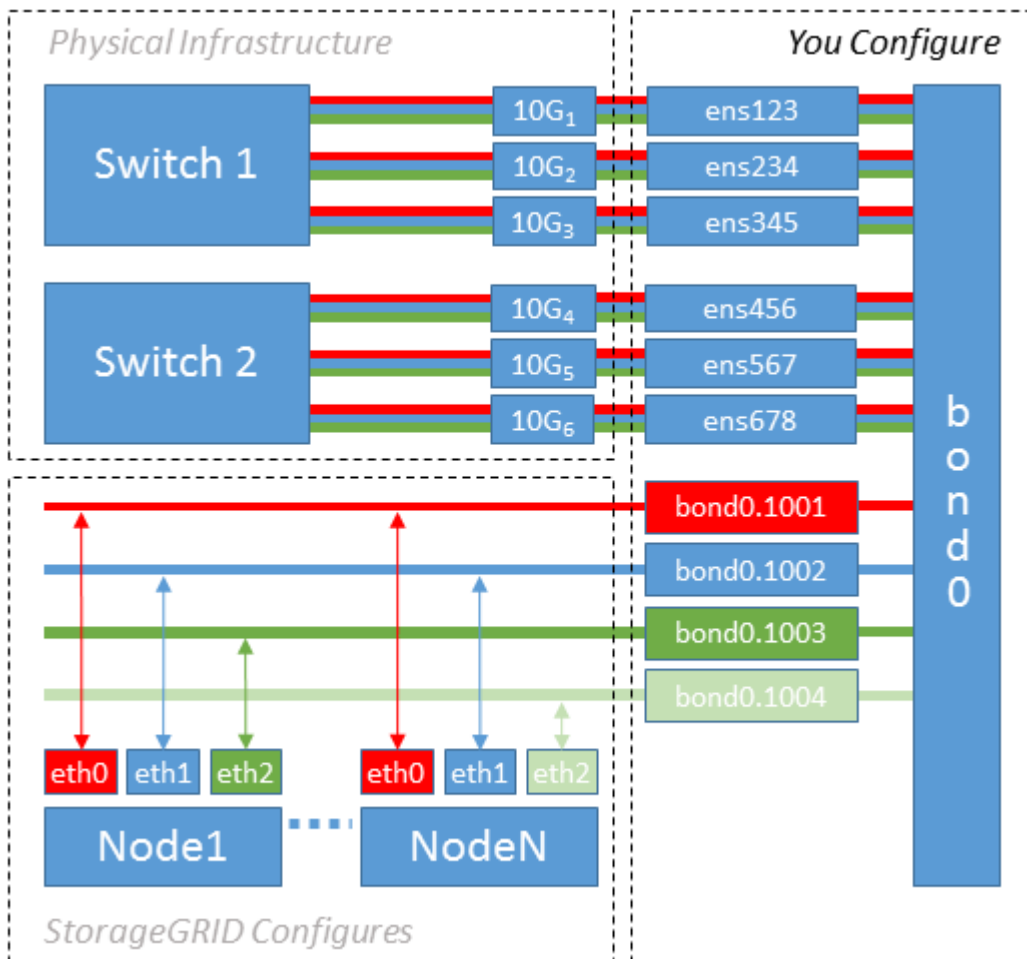 Physical Infrastructure
You Configure
Switch 1
10G₁
ens123
10G₂
ens234
10G₃
ens345
Switch 2
10G₄
ens456
10G₅
ens567
10G₆
ens678
bond0
bond0.1001
bond0.1002
bond0.1003
bond0.1004
eth0 eth1 eth2 eth0 eth1 eth2
Node1 NodeN
StorageGRID Configures